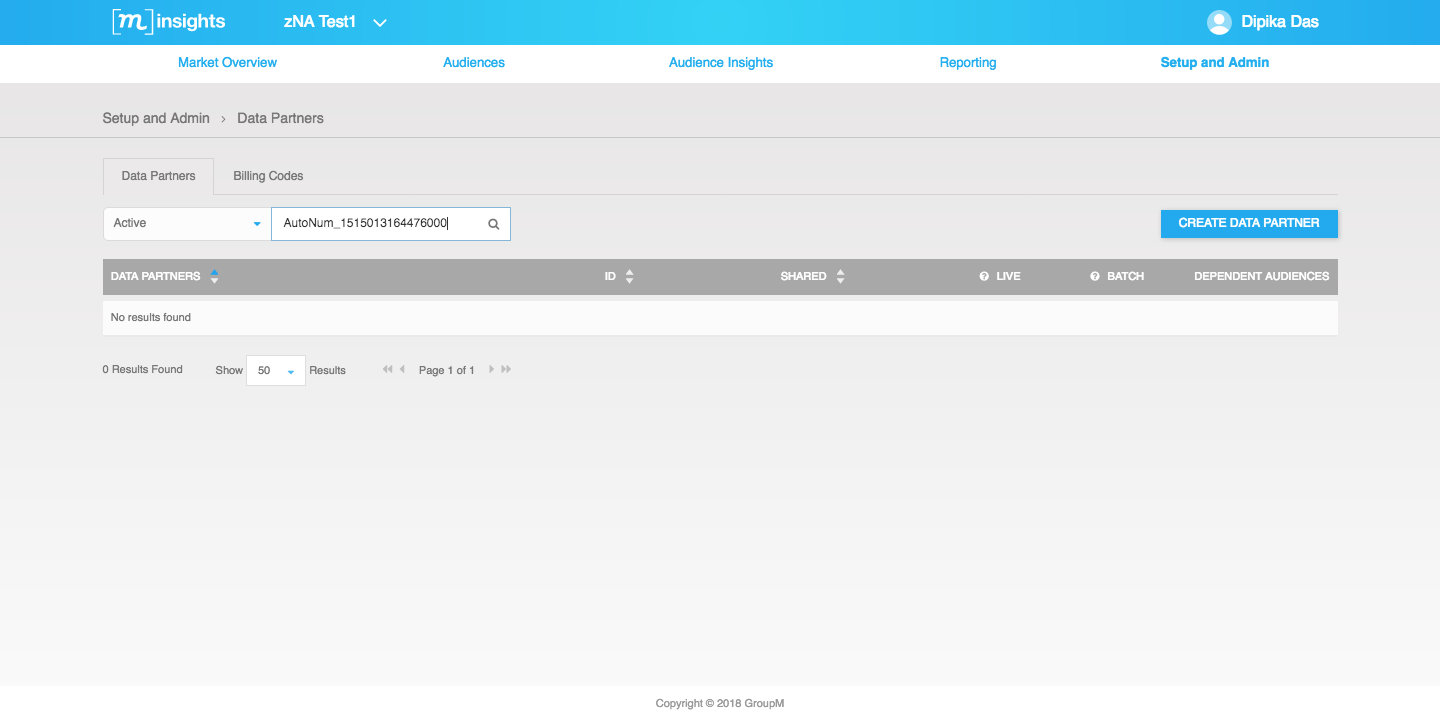 [m] insights zNA Test1 Dipika Das
Market Overview Audiences Audience Insights Reporting Setup and Admin
Setup and Admin › Data Partners
Data Partners Billing Codes
Active AutoNum_1515013164476000 CREATE DATA PARTNER
DATA PARTNERS ID SHARED LIVE BATCH DEPENDENT AUDIENCES
No results found
0 Results Found Show 50 Results Page 1 of 1
Copyright © 2018 GroupM